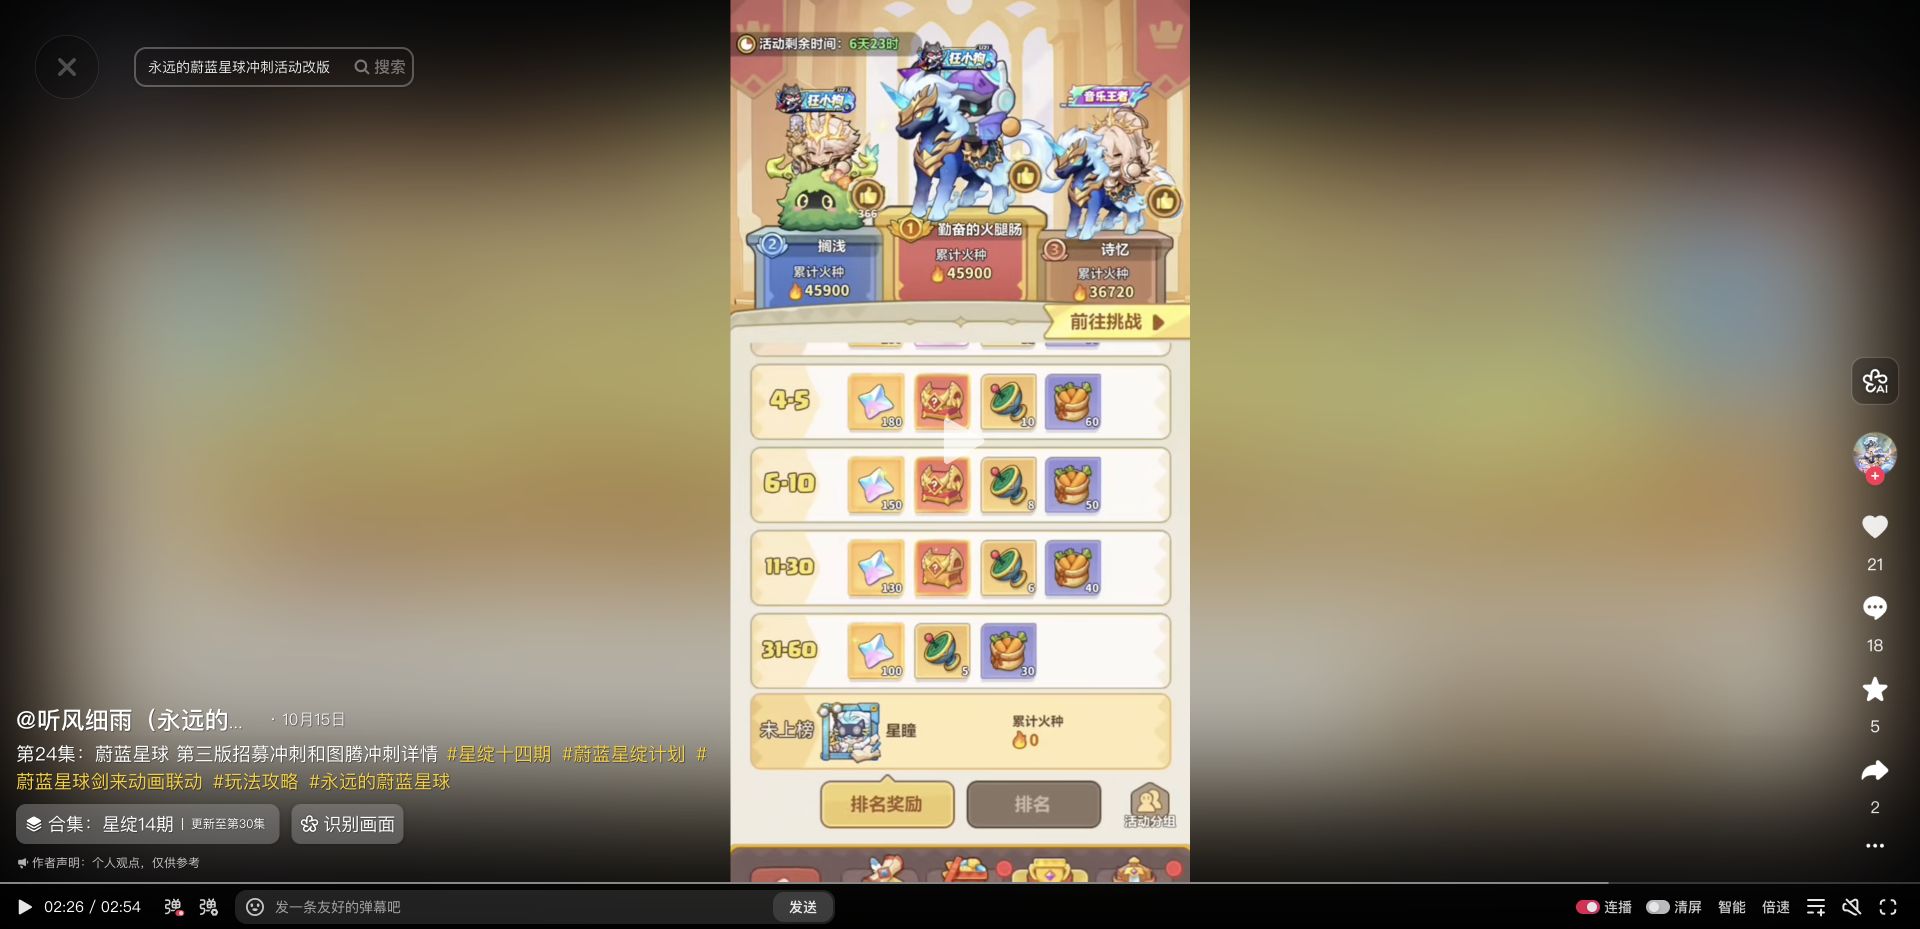 永远的蔚蓝星球冲刺活动改版
搜索
活动剩余时间：6天23时
狂小狗
狂小狗
音乐王者
366
1
勤奋的火腿肠
累计火种
45900
2
搁浅
累计火种
45900
3
诗忆
累计火种
36720
前往挑战
4-5
180
10
60
6-10
150
8
50
11-30
130
6
40
31-60
100
5
30
未上榜
星瞳
累计火种
0
排名奖励
排名
活动分组
AI
21
18
5
2
@听风细雨（永远的...
· 10月15日
第24集：蔚蓝星球 第三版招募冲刺和图腾冲刺详情 #星绽十四期 #蔚蓝星绽计划 #
蔚蓝星球剑来动画联动 #玩法攻略 #永远的蔚蓝星球
合集：星绽14期 | 更新至第30集
识别画面
作者声明：个人观点，仅供参考
02:26 / 02:54
弹
弹
发一条友好的弹幕吧
发送
连播
清屏
智能
倍速